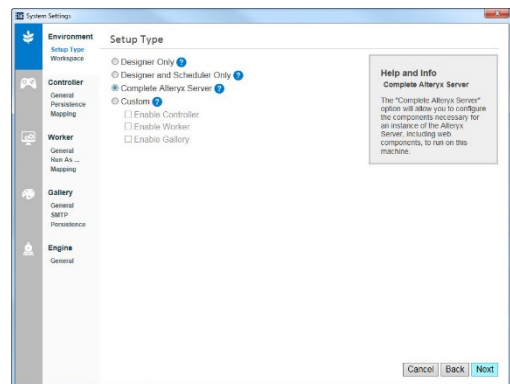 System Settings
Environment
Setup Type
Workspace
Controller
General
Persistence
Mapping
Worker
General
Run As ...
Mapping
Gallery
General
SMTP
Persistence
Engine
General
Setup Type
Designer Only ?
Designer and Scheduler Only ?
Complete Alteryx Server ?
Custom ?
Enable Controller
Enable Worker
Enable Gallery
Help and Info
Complete Alteryx Server
The "Complete Alteryx Server"
option will allow you to configure
the components necessary for
an instance of the Alteryx
Server, including web
components, to run on this
machine.
Cancel Back Next